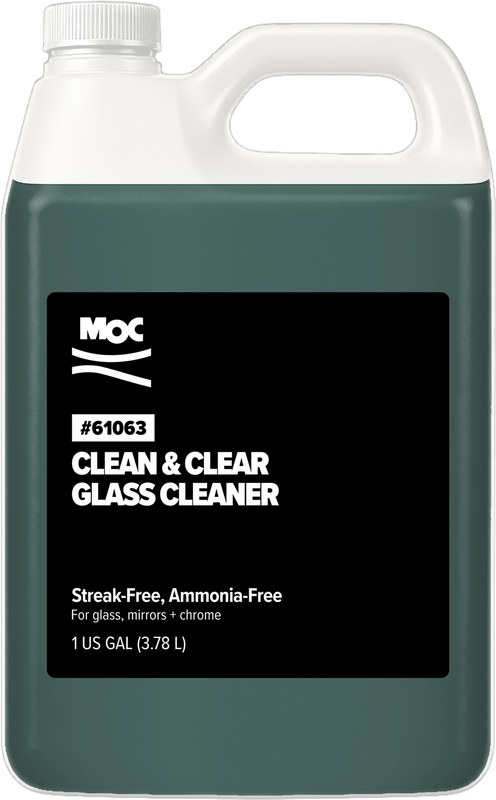 MOC
#61063
CLEAN & CLEAR
GLASS CLEANER
Streak-Free, Ammonia-Free
For glass, mirrors + chrome
1 US GAL (3.78 L)